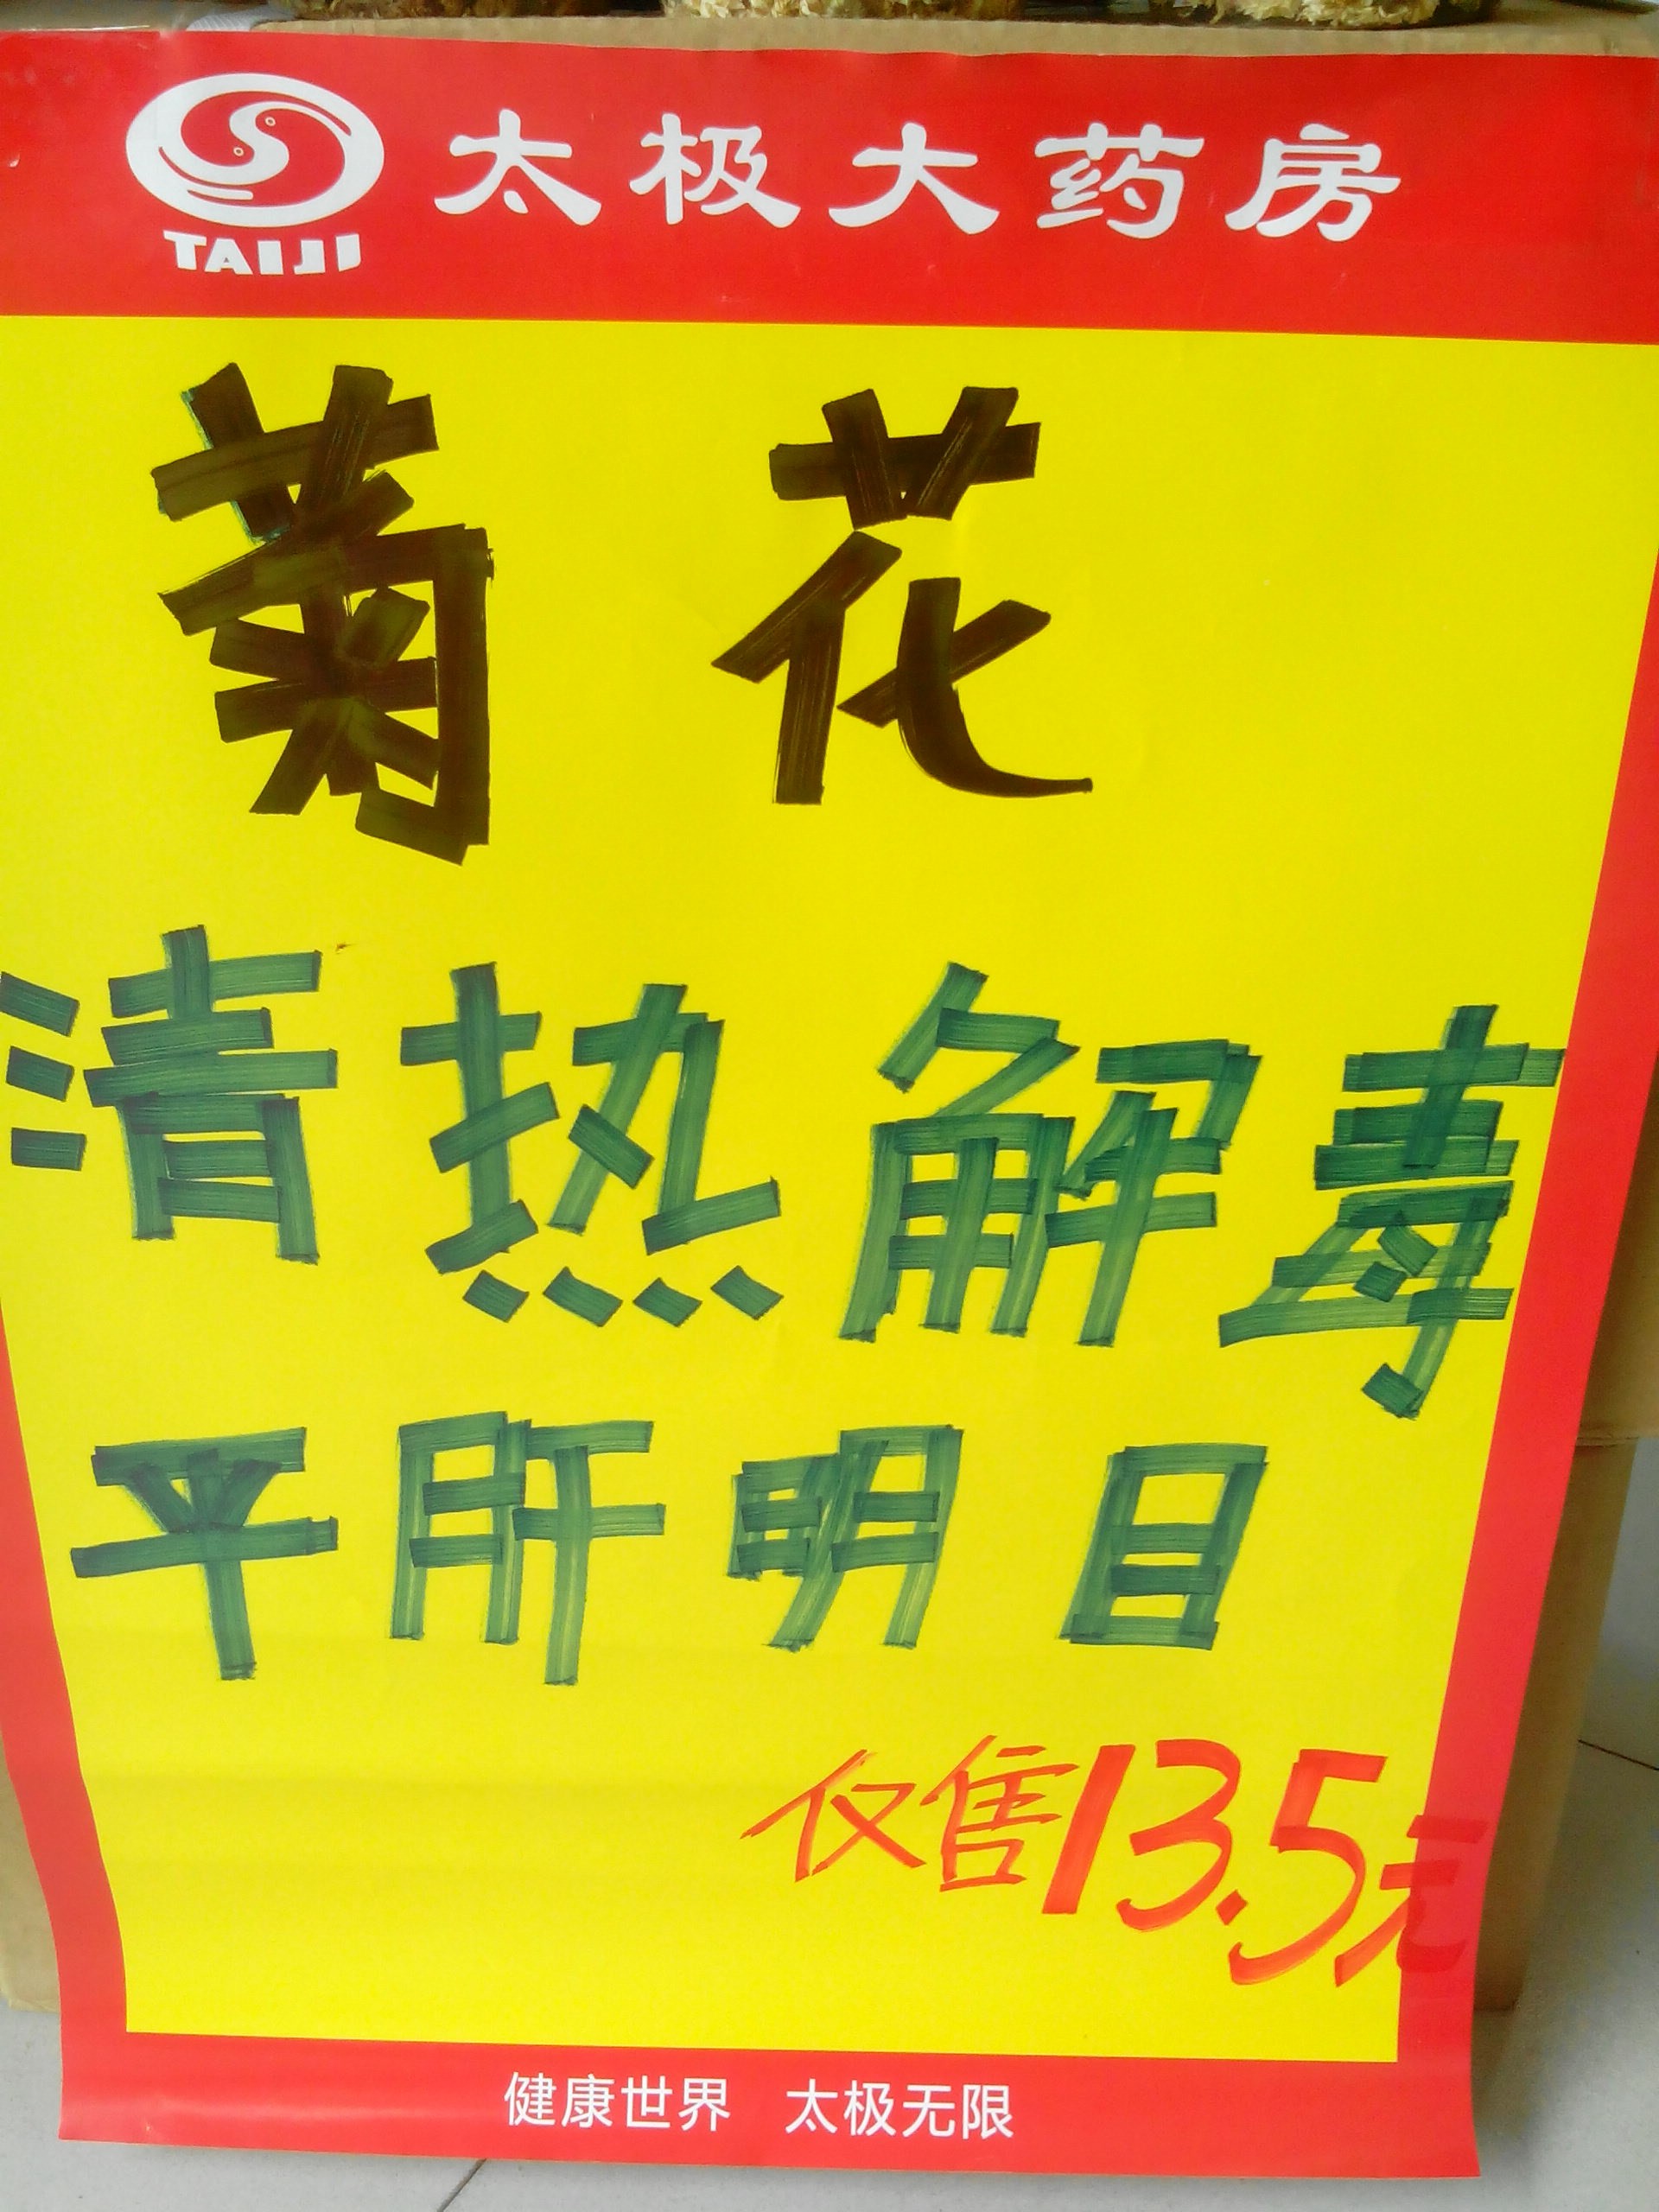 太极大药房
TAIJI
菊花
清热解毒
平肝明目
仅售13.5元
健康世界 太极无限